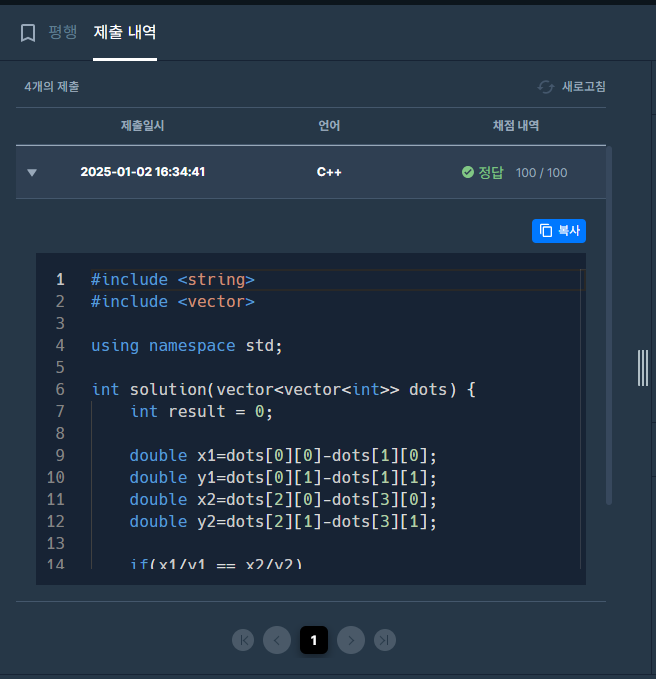 평행 제출 내역
4개의 제출 새로고침
제출일시 언어 채점 내역
2025-01-02 16:34:41 C++ 정답 100 / 100
복사
1 #include <string>
2 #include <vector>
3
4 using namespace std;
5
6 int solution(vector<vector<int>> dots) {
7     int result = 0;
8
9     double x1=dots[0][0]-dots[1][0];
10     double y1=dots[0][1]-dots[1][1];
11     double x2=dots[2][0]-dots[3][0];
12     double y2=dots[2][1]-dots[3][1];
13
14     if(x1/y1 == x2/y2)
1